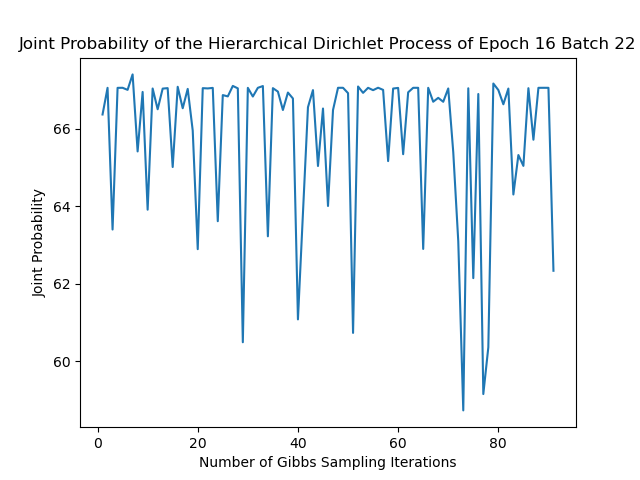 Joint Probability of the Hierarchical Dirichlet Process of Epoch 16 Batch 22
Joint Probability
66
64
62
60
0 20 40 60 80
Number of Gibbs Sampling Iterations